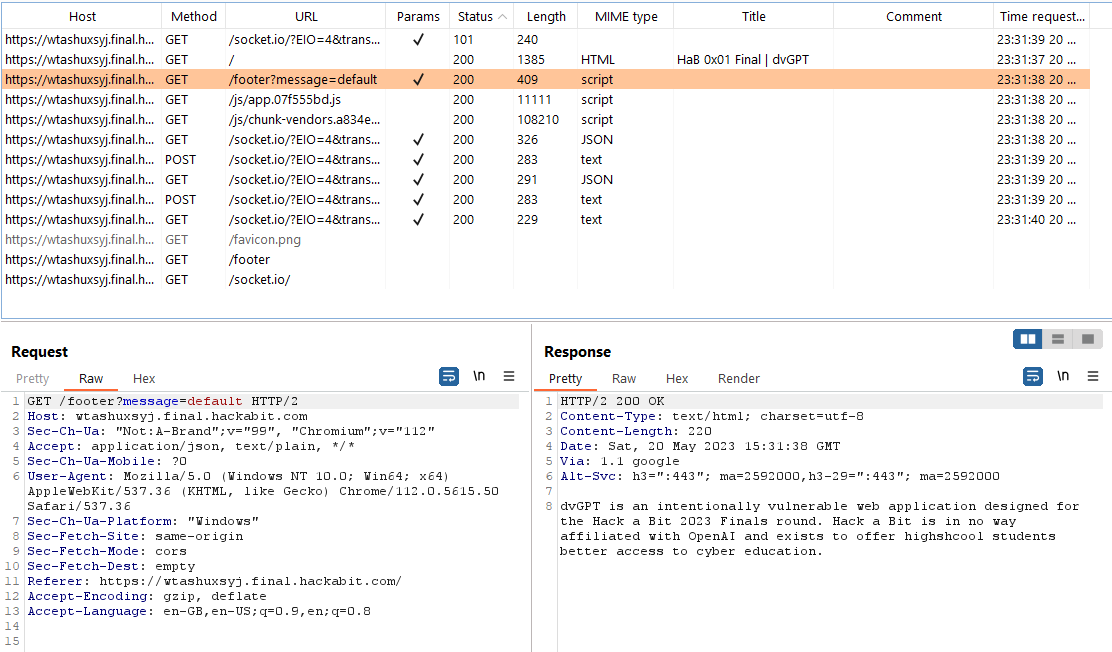 Host Method URL Params Status Length MIME type Title Comment Time request...
https://wtashuxsyj.final.h... GET /socket.io/?EIO=4&trans... ✓ 101 240 23:31:39 20 ...
https://wtashuxsyj.final.h... GET / 200 1385 HTML HaB 0x01 Final | dvGPT 23:31:37 20 ...
https://wtashuxsyj.final.h... GET /footer?message=default ✓ 200 409 script 23:31:38 20 ...
https://wtashuxsyj.final.h... GET /js/app.07f555bd.js 200 11111 script 23:31:38 20 ...
https://wtashuxsyj.final.h... GET /js/chunk-vendors.a834e... 200 108210 script 23:31:38 20 ...
https://wtashuxsyj.final.h... GET /socket.io/?EIO=4&trans... ✓ 200 326 JSON 23:31:39 20 ...
https://wtashuxsyj.final.h... POST /socket.io/?EIO=4&trans... ✓ 200 283 text 23:31:39 20 ...
https://wtashuxsyj.final.h... GET /socket.io/?EIO=4&trans... ✓ 200 291 JSON 23:31:39 20 ...
https://wtashuxsyj.final.h... POST /socket.io/?EIO=4&trans... ✓ 200 283 text 23:31:39 20 ...
https://wtashuxsyj.final.h... GET /socket.io/?EIO=4&trans... ✓ 200 229 text 23:31:40 20 ...
https://wtashuxsyj.final.h... GET /favicon.png
https://wtashuxsyj.final.h... GET /footer
https://wtashuxsyj.final.h... GET /socket.io/
Request
Pretty Raw Hex \n
1 GET /footer?message=default HTTP/2
2 Host: wtashuxsyj.final.hackabit.com
3 Sec-Ch-Ua: "Not:A-Brand";v="99", "Chromium";v="112"
4 Accept: application/json, text/plain, */*
5 Sec-Ch-Ua-Mobile: ?0
6 User-Agent: Mozilla/5.0 (Windows NT 10.0; Win64; x64)
AppleWebKit/537.36 (KHTML, like Gecko) Chrome/112.0.5615.50
Safari/537.36
7 Sec-Ch-Ua-Platform: "Windows"
8 Sec-Fetch-Site: same-origin
9 Sec-Fetch-Mode: cors
10 Sec-Fetch-Dest: empty
11 Referer: https://wtashuxsyj.final.hackabit.com/
12 Accept-Encoding: gzip, deflate
13 Accept-Language: en-GB,en-US;q=0.9,en;q=0.8
14
15
Response
Pretty Raw Hex Render \n
1 HTTP/2 200 OK
2 Content-Type: text/html; charset=utf-8
3 Content-Length: 220
4 Date: Sat, 20 May 2023 15:31:38 GMT
5 Via: 1.1 google
6 Alt-Svc: h3=":443"; ma=2592000,h3-29=":443"; ma=2592000
7
8 dvGPT is an intentionally vulnerable web application designed for
the Hack a Bit 2023 Finals round. Hack a Bit is in no way
affiliated with OpenAI and exists to offer highshcool students
better access to cyber education.